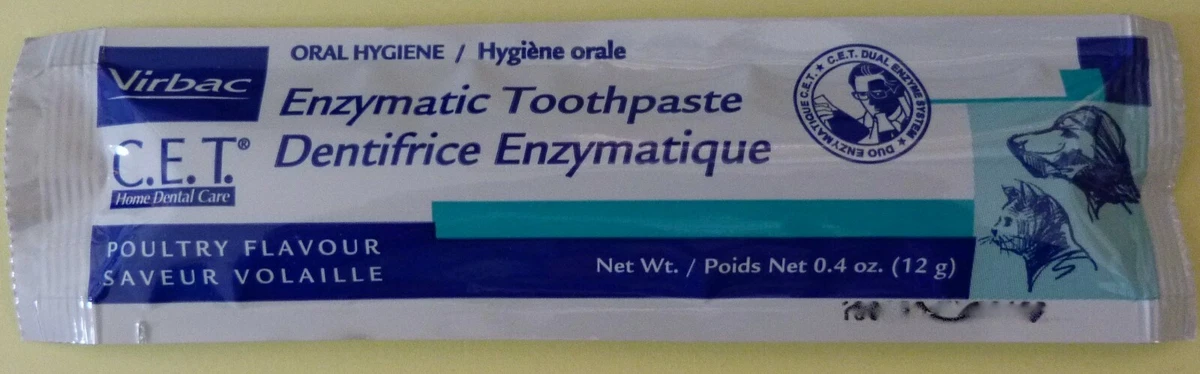 Virbac
C.E.T.®
Home Dental Care
ORAL HYGIENE / Hygiène orale
Enzymatic Toothpaste
Dentifrice Enzymatique
C.E.T. DUAL ENZYME SYSTEM ★ DUO ENZYMATIQUE C.E.T. ★
POULTRY FLAVOUR
SAVEUR VOLAILLE
Net Wt. / Poids Net 0.4 oz. (12 g)